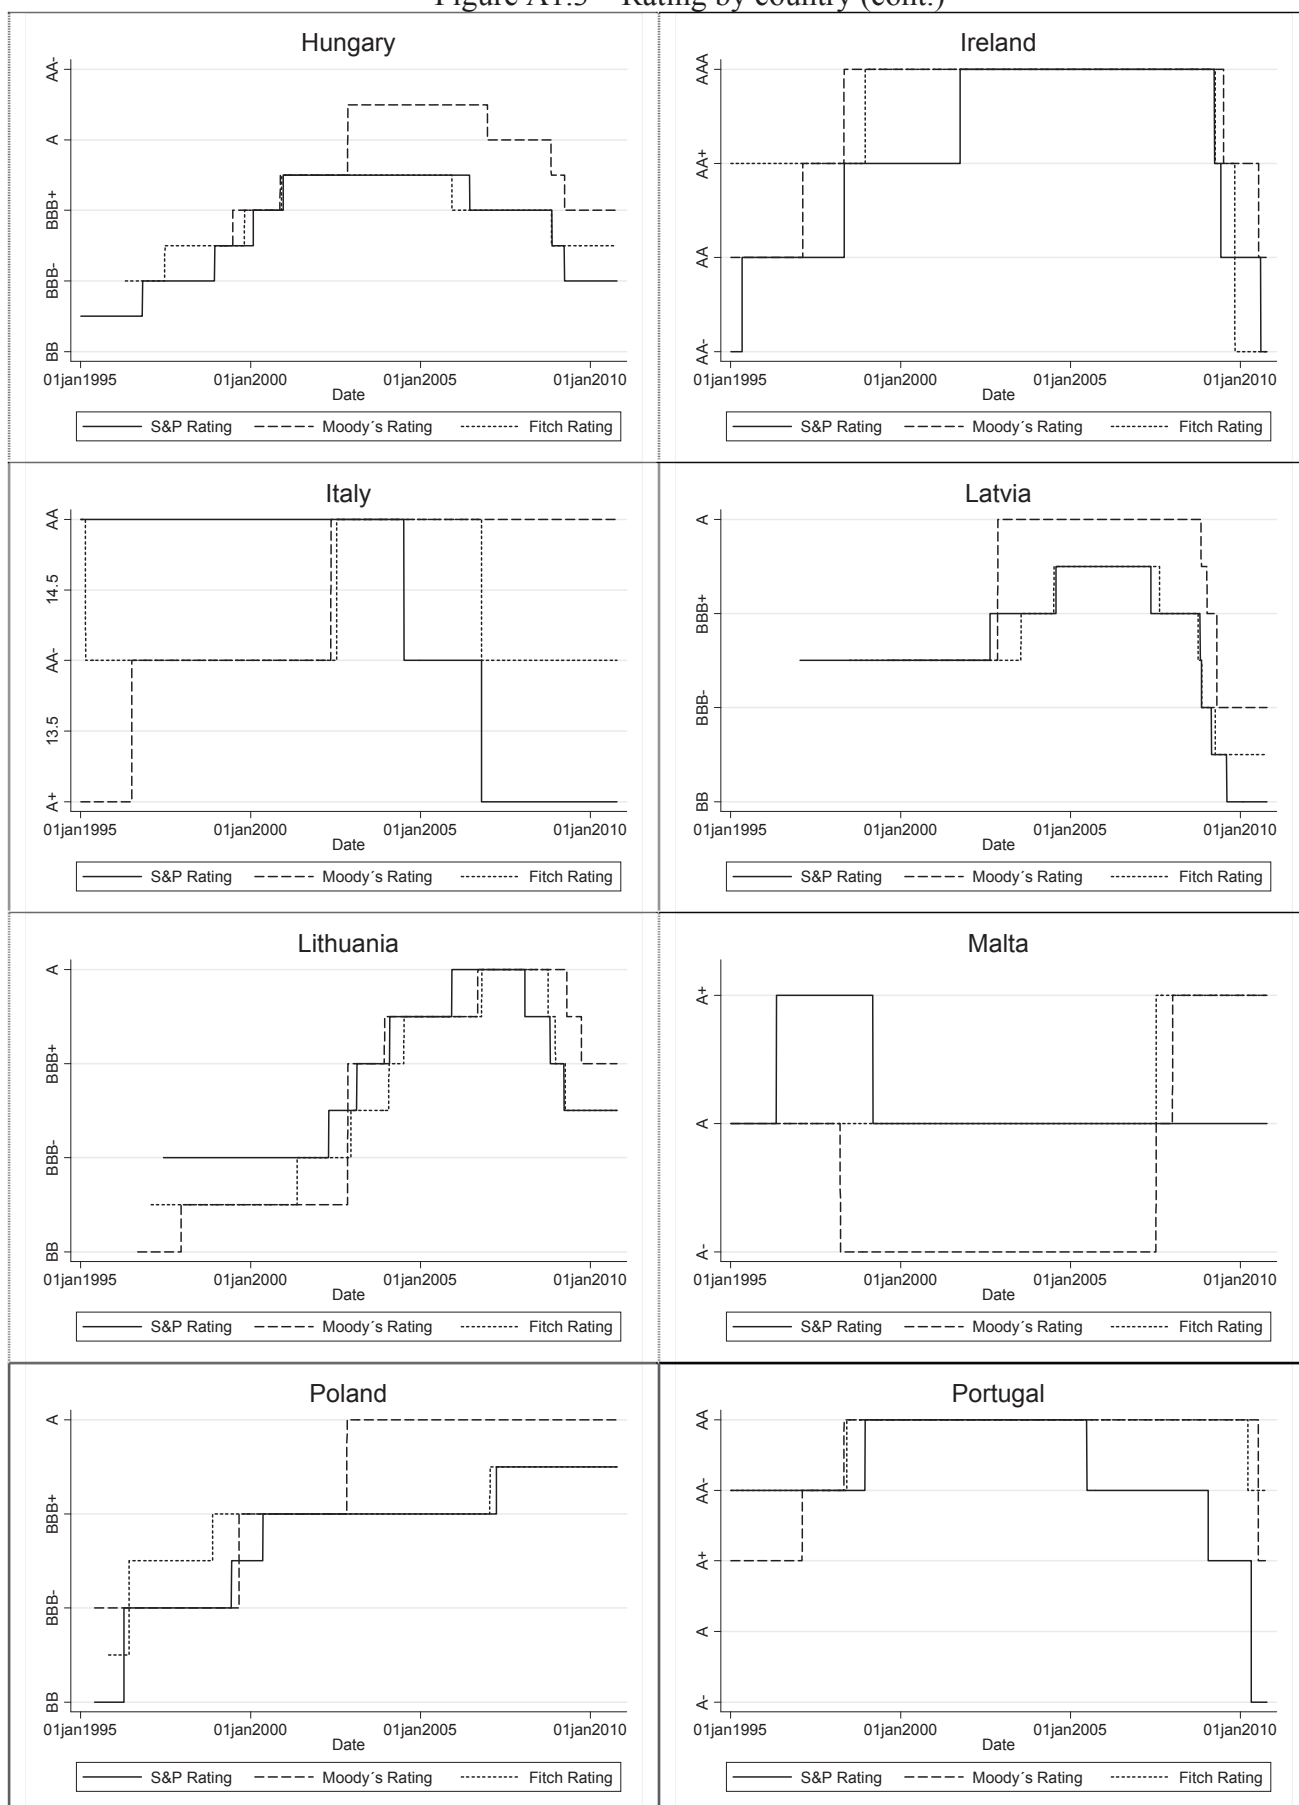 Figure A1.3 – Rating by country (cont.)
Hungary
AA-
A
BBB+
BBB-
BB
01jan1995 01jan2000 01jan2005 01jan2010
Date
S&P Rating Moody´s Rating Fitch Rating
Ireland
AAA
AA+
AA
AA-
01jan1995 01jan2000 01jan2005 01jan2010
Date
S&P Rating Moody´s Rating Fitch Rating
Italy
AA
14.5
AA-
13.5
A+
01jan1995 01jan2000 01jan2005 01jan2010
Date
S&P Rating Moody´s Rating Fitch Rating
Latvia
A
BBB+
BBB-
BB
01jan1995 01jan2000 01jan2005 01jan2010
Date
S&P Rating Moody´s Rating Fitch Rating
Lithuania
A
BBB+
BBB-
BB
01jan1995 01jan2000 01jan2005 01jan2010
Date
S&P Rating Moody´s Rating Fitch Rating
Malta
A+
A
A-
01jan1995 01jan2000 01jan2005 01jan2010
Date
S&P Rating Moody´s Rating Fitch Rating
Poland
A
BBB+
BBB-
BB
01jan1995 01jan2000 01jan2005 01jan2010
Date
S&P Rating Moody´s Rating Fitch Rating
Portugal
AA
AA-
A+
A
A-
01jan1995 01jan2000 01jan2005 01jan2010
Date
S&P Rating Moody´s Rating Fitch Rating